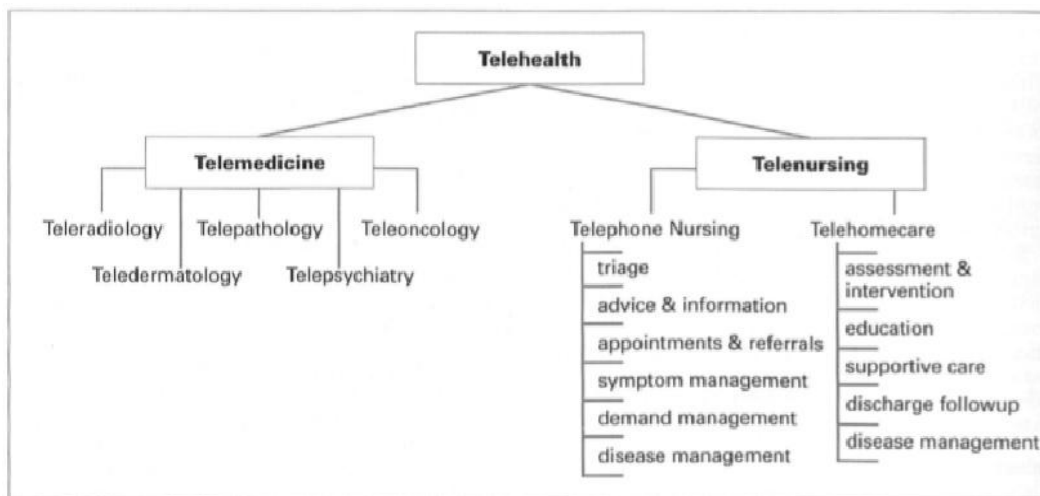 Telehealth
Telemedicine
Telenursing
Teleradiology
Telepathology
Teleoncology
Teledermatology
Telepsychiatry
Telephone Nursing
triage
advice & information
appointments & referrals
symptom management
demand management
disease management
Telehomecare
assessment &
intervention
education
supportive care
discharge followup
disease management